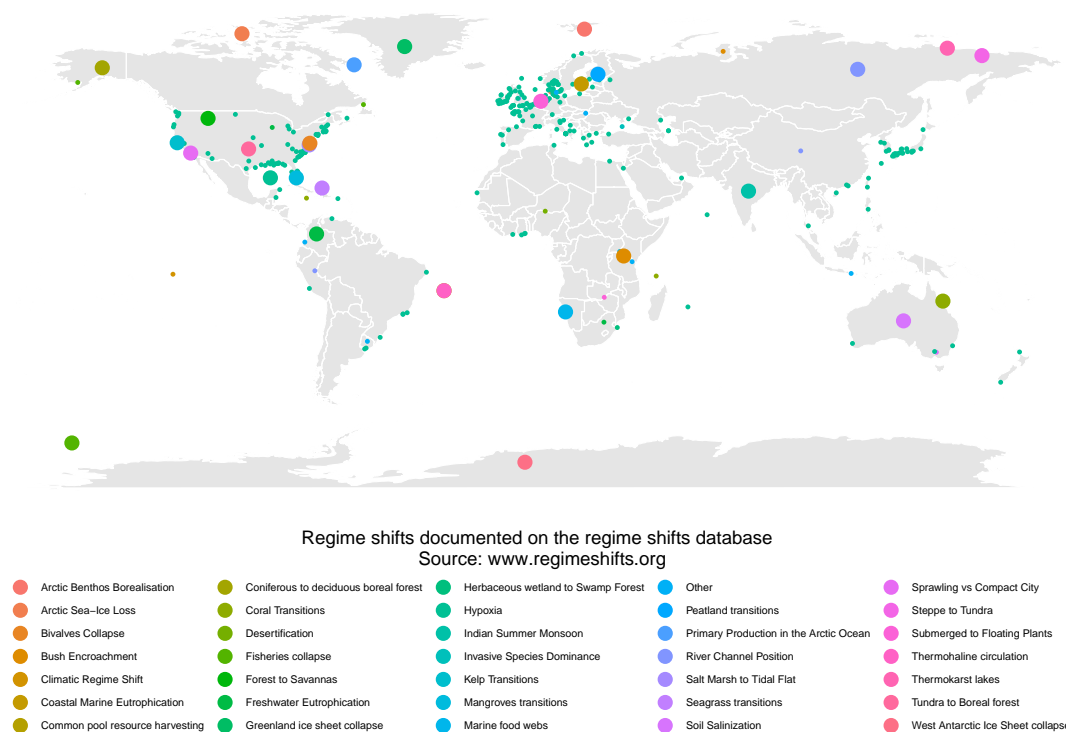 Regime shifts documented on the regime shifts database
Source: www.regimeshifts.org
Arctic Benthos Borealisation
Arctic Sea−Ice Loss
Bivalves Collapse
Bush Encroachment
Climatic Regime Shift
Coastal Marine Eutrophication
Common pool resource harvesting
Coniferous to deciduous boreal forest
Coral Transitions
Desertification
Fisheries collapse
Forest to Savannas
Freshwater Eutrophication
Greenland ice sheet collapse
Herbaceous wetland to Swamp Forest
Hypoxia
Indian Summer Monsoon
Invasive Species Dominance
Kelp Transitions
Mangroves transitions
Marine food webs
Other
Peatland transitions
Primary Production in the Arctic Ocean
River Channel Position
Salt Marsh to Tidal Flat
Seagrass transitions
Soil Salinization
Sprawling vs Compact City
Steppe to Tundra
Submerged to Floating Plants
Thermohaline circulation
Thermokarst lakes
Tundra to Boreal forest
West Antarctic Ice Sheet collapse